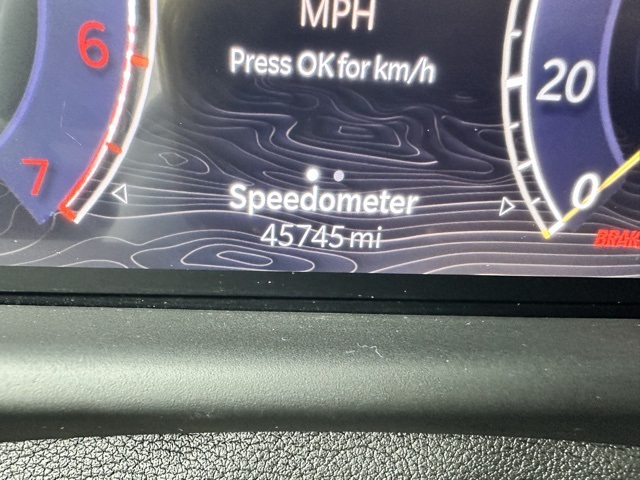 MPH
Press OK for km/h
6
20
7
0
Speedometer
45745 mi